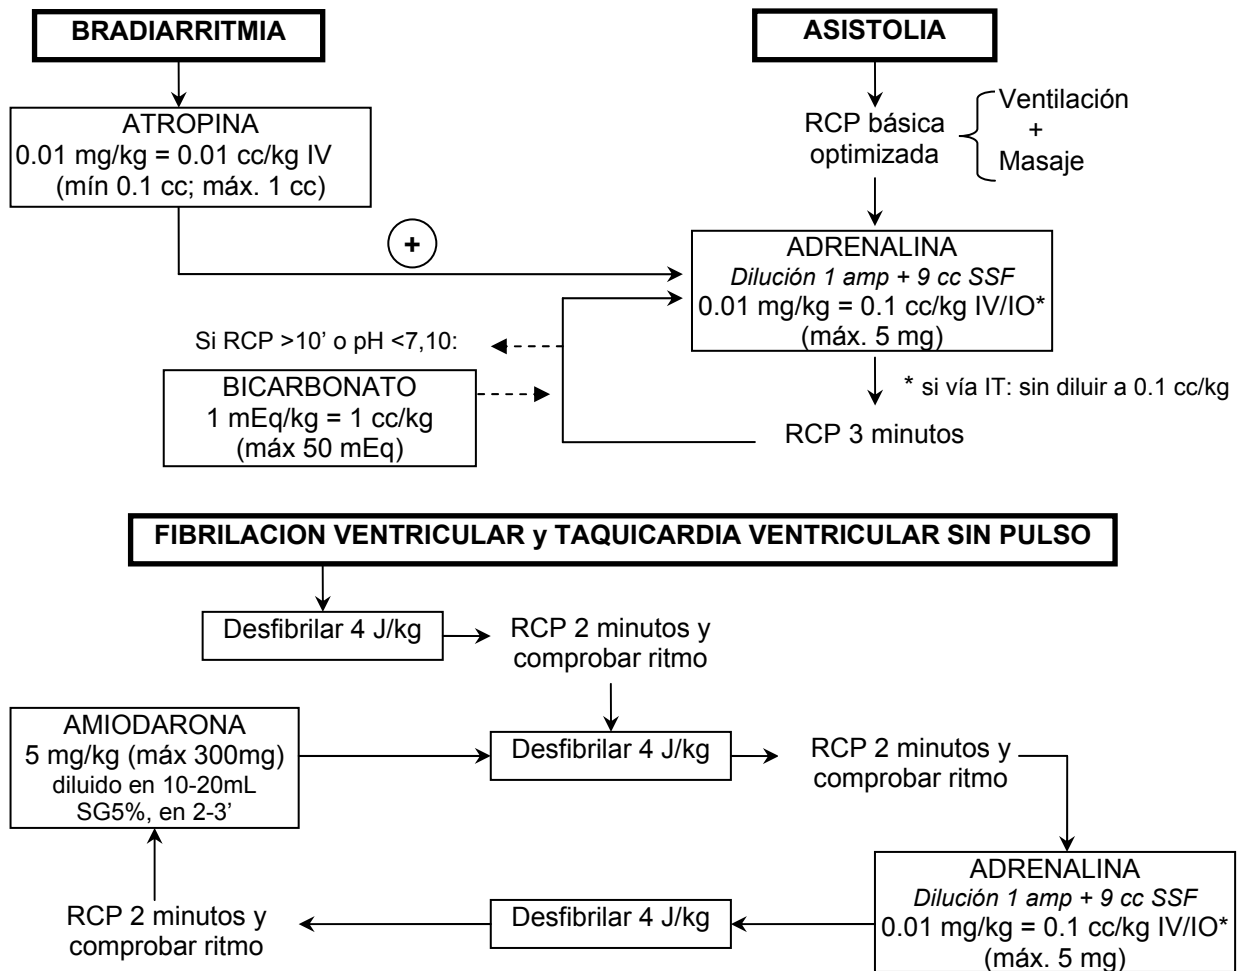 BRADIARRITMIA
ATROPINA
0.01 mg/kg = 0.01 cc/kg IV
(mín 0.1 cc; máx. 1 cc)
+
ASISTOLIA
RCP básica
optimizada
Ventilación
+
Masaje
ADRENALINA
Dilución 1 amp + 9 cc SSF
0.01 mg/kg = 0.1 cc/kg IV/IO*
(máx. 5 mg)
* si vía IT: sin diluir a 0.1 cc/kg
RCP 3 minutos
Si RCP >10’ o pH <7,10:
BICARBONATO
1 mEq/kg = 1 cc/kg
(máx 50 mEq)
FIBRILACION VENTRICULAR y TAQUICARDIA VENTRICULAR SIN PULSO
Desfibrilar 4 J/kg
RCP 2 minutos y
comprobar ritmo
Desfibrilar 4 J/kg
RCP 2 minutos y
comprobar ritmo
ADRENALINA
Dilución 1 amp + 9 cc SSF
0.01 mg/kg = 0.1 cc/kg IV/IO*
(máx. 5 mg)
Desfibrilar 4 J/kg
RCP 2 minutos y
comprobar ritmo
AMIODARONA
5 mg/kg (máx 300mg)
diluido en 10-20mL
SG5%, en 2-3’